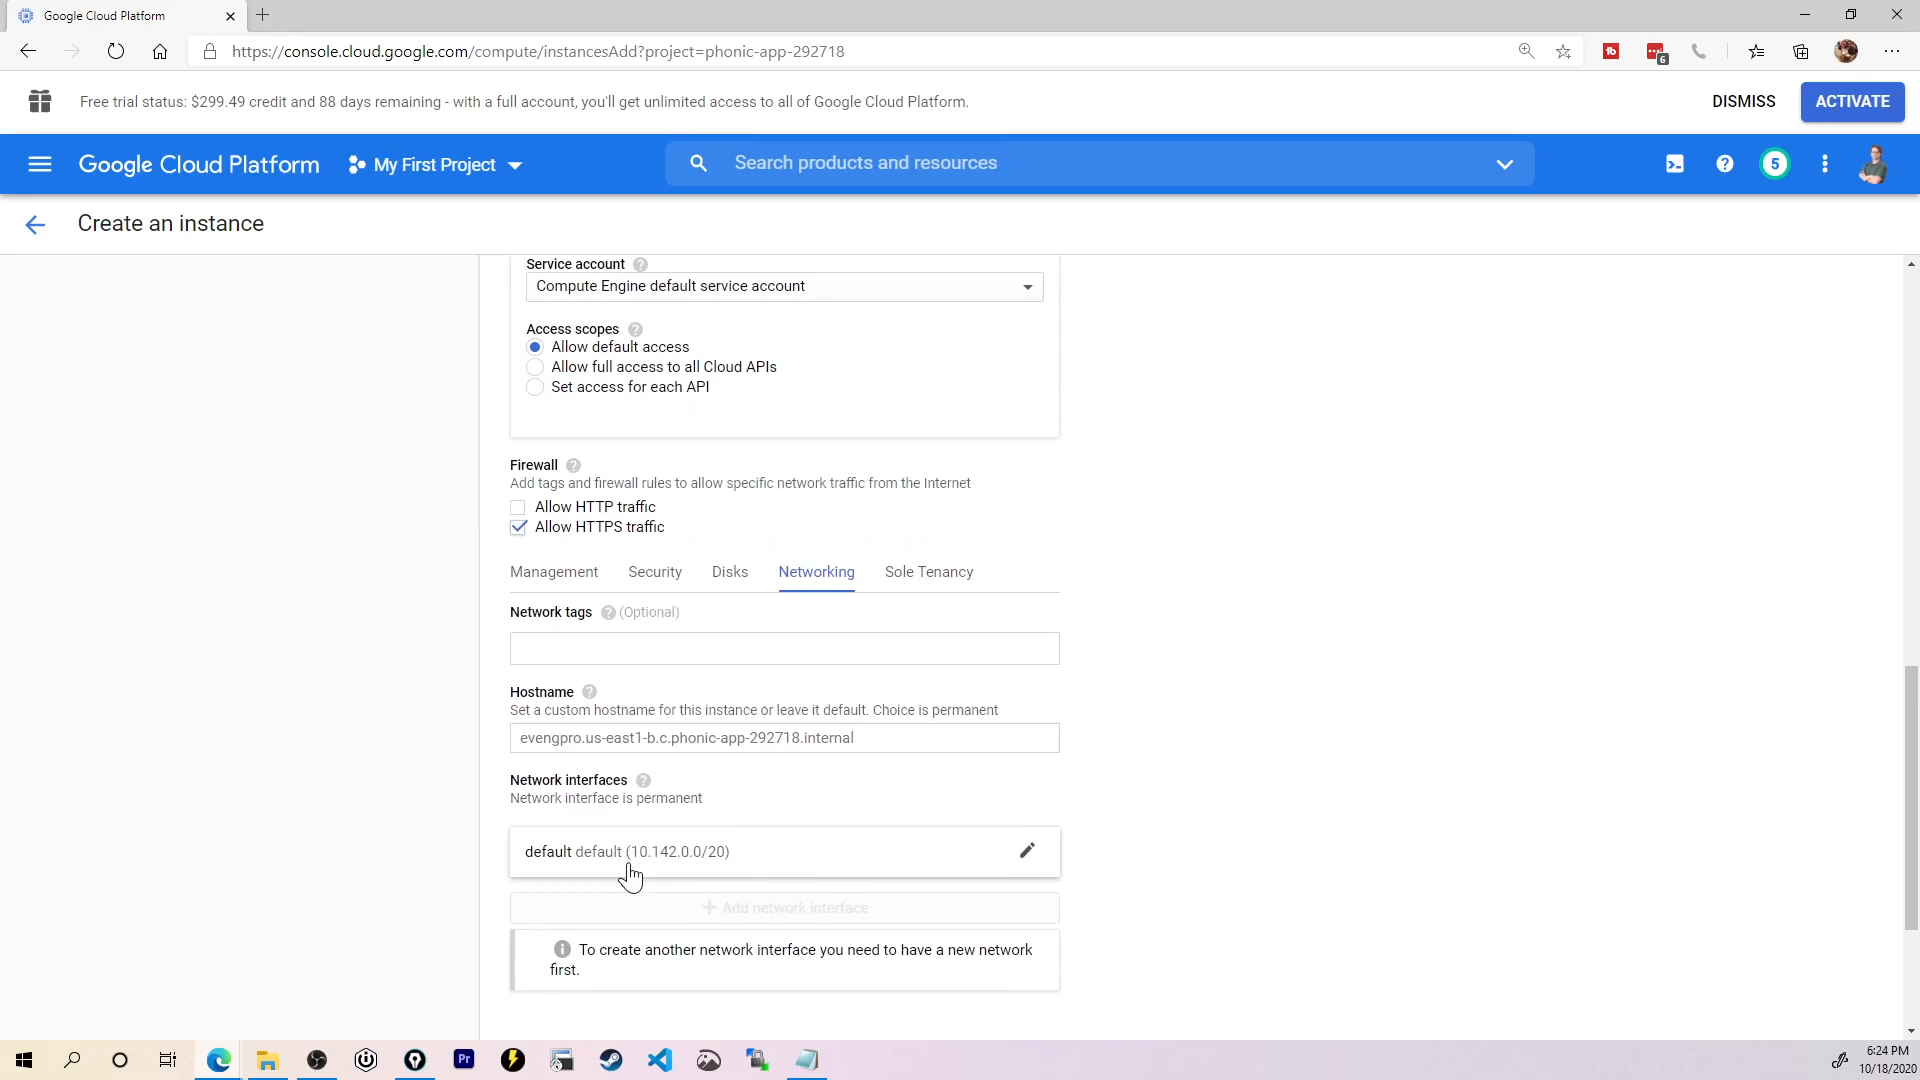 Google Cloud Platform
https://console.cloud.google.com/compute/instancesAdd?project=phonic-app-292718
6
Free trial status: $299.49 credit and 88 days remaining - with a full account, you'll get unlimited access to all of Google Cloud Platform.
DISMISS
ACTIVATE
Google Cloud Platform
My First Project
Search products and resources
5
Create an instance
Service account
Compute Engine default service account
Access scopes
Allow default access
Allow full access to all Cloud APIs
Set access for each API
Firewall
Add tags and firewall rules to allow specific network traffic from the Internet
Allow HTTP traffic
Allow HTTPS traffic
Management Security Disks Networking Sole Tenancy
Network tags (Optional)
Hostname
Set a custom hostname for this instance or leave it default. Choice is permanent
evengpro.us-east1-b.c.phonic-app-292718.internal
Network interfaces
Network interface is permanent
default default (10.142.0.0/20)
+ Add network interface
To create another network interface you need to have a new network
first.
Pr
6:24 PM
10/18/2020